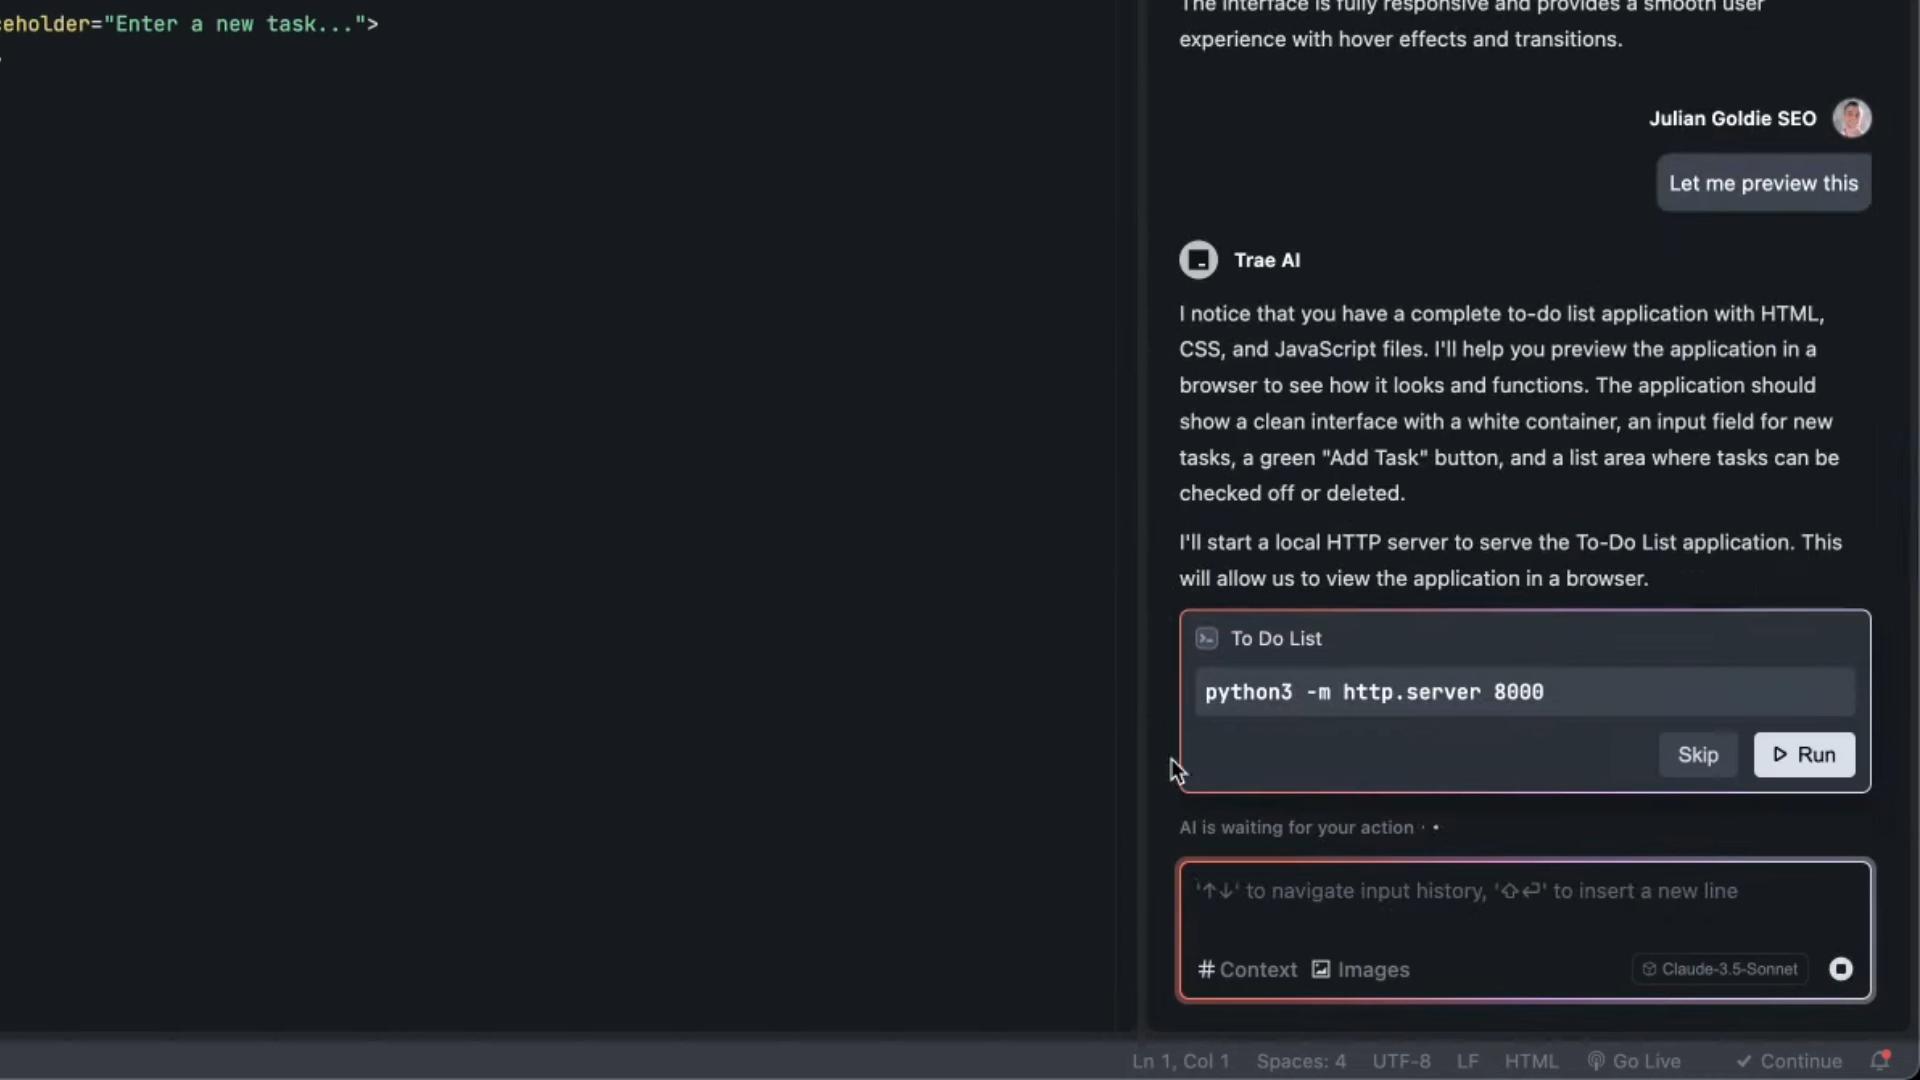 eholder="Enter a new task...">
The interface is fully responsive and provides a smooth user
experience with hover effects and transitions.
Julian Goldie SEO
Let me preview this
Trae AI
I notice that you have a complete to-do list application with HTML,
CSS, and JavaScript files. I'll help you preview the application in a
browser to see how it looks and functions. The application should
show a clean interface with a white container, an input field for new
tasks, a green "Add Task" button, and a list area where tasks can be
checked off or deleted.
I'll start a local HTTP server to serve the To-Do List application. This
will allow us to view the application in a browser.
To Do List
python3 -m http.server 8000
Skip
Run
AI is waiting for your action
'↑↓' to navigate input history, '⇧⏎' to insert a new line
# Context
Images
Claude-3.5-Sonnet
Ln 1, Col 1 Spaces: 4 UTF-8 LF HTML Go Live ✓ Continue